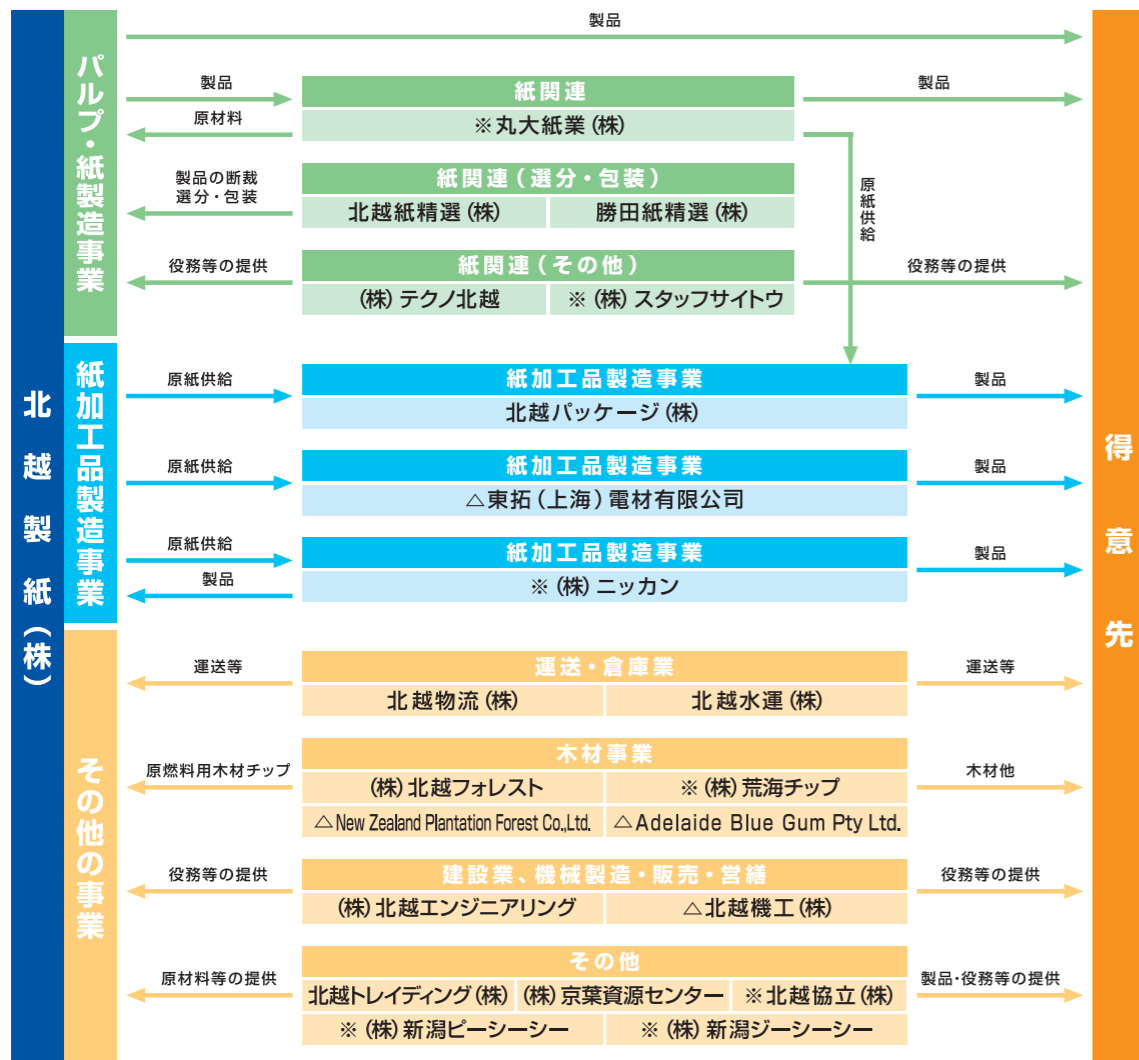 北越製紙(株)
パルプ・紙製造事業
製品
製品
原材料
紙関連
※丸大紙業(株)
製品
原紙供給
製品の断裁
選分・包装
紙関連(選分・包装)
北越紙精選(株)
勝田紙精選(株)
役務等の提供
紙関連(その他)
(株)テクノ北越
※(株)スタッフサイトウ
役務等の提供
紙加工品製造事業
原紙供給
紙加工品製造事業
北越パッケージ(株)
製品
原紙供給
紙加工品製造事業
△東拓(上海)電材有限公司
製品
原紙供給
製品
紙加工品製造事業
※(株)ニッカン
製品
その他の事業
運送等
運送・倉庫業
北越物流(株)
北越水運(株)
運送等
原燃料用木材チップ
木材事業
(株)北越フォレスト
※(株)荒海チップ
△New Zealand Plantation Forest Co.,Ltd.
△Adelaide Blue Gum Pty Ltd.
木材他
役務等の提供
建設業、機械製造・販売・営繕
(株)北越エンジニアリング
△北越機工(株)
役務等の提供
原材料等の提供
その他
北越トレイディング(株)
(株)京葉資源センター
※北越協立(株)
※(株)新潟ピーシーシー
※(株)新潟ジーシーシー
製品・役務等の提供
得意先